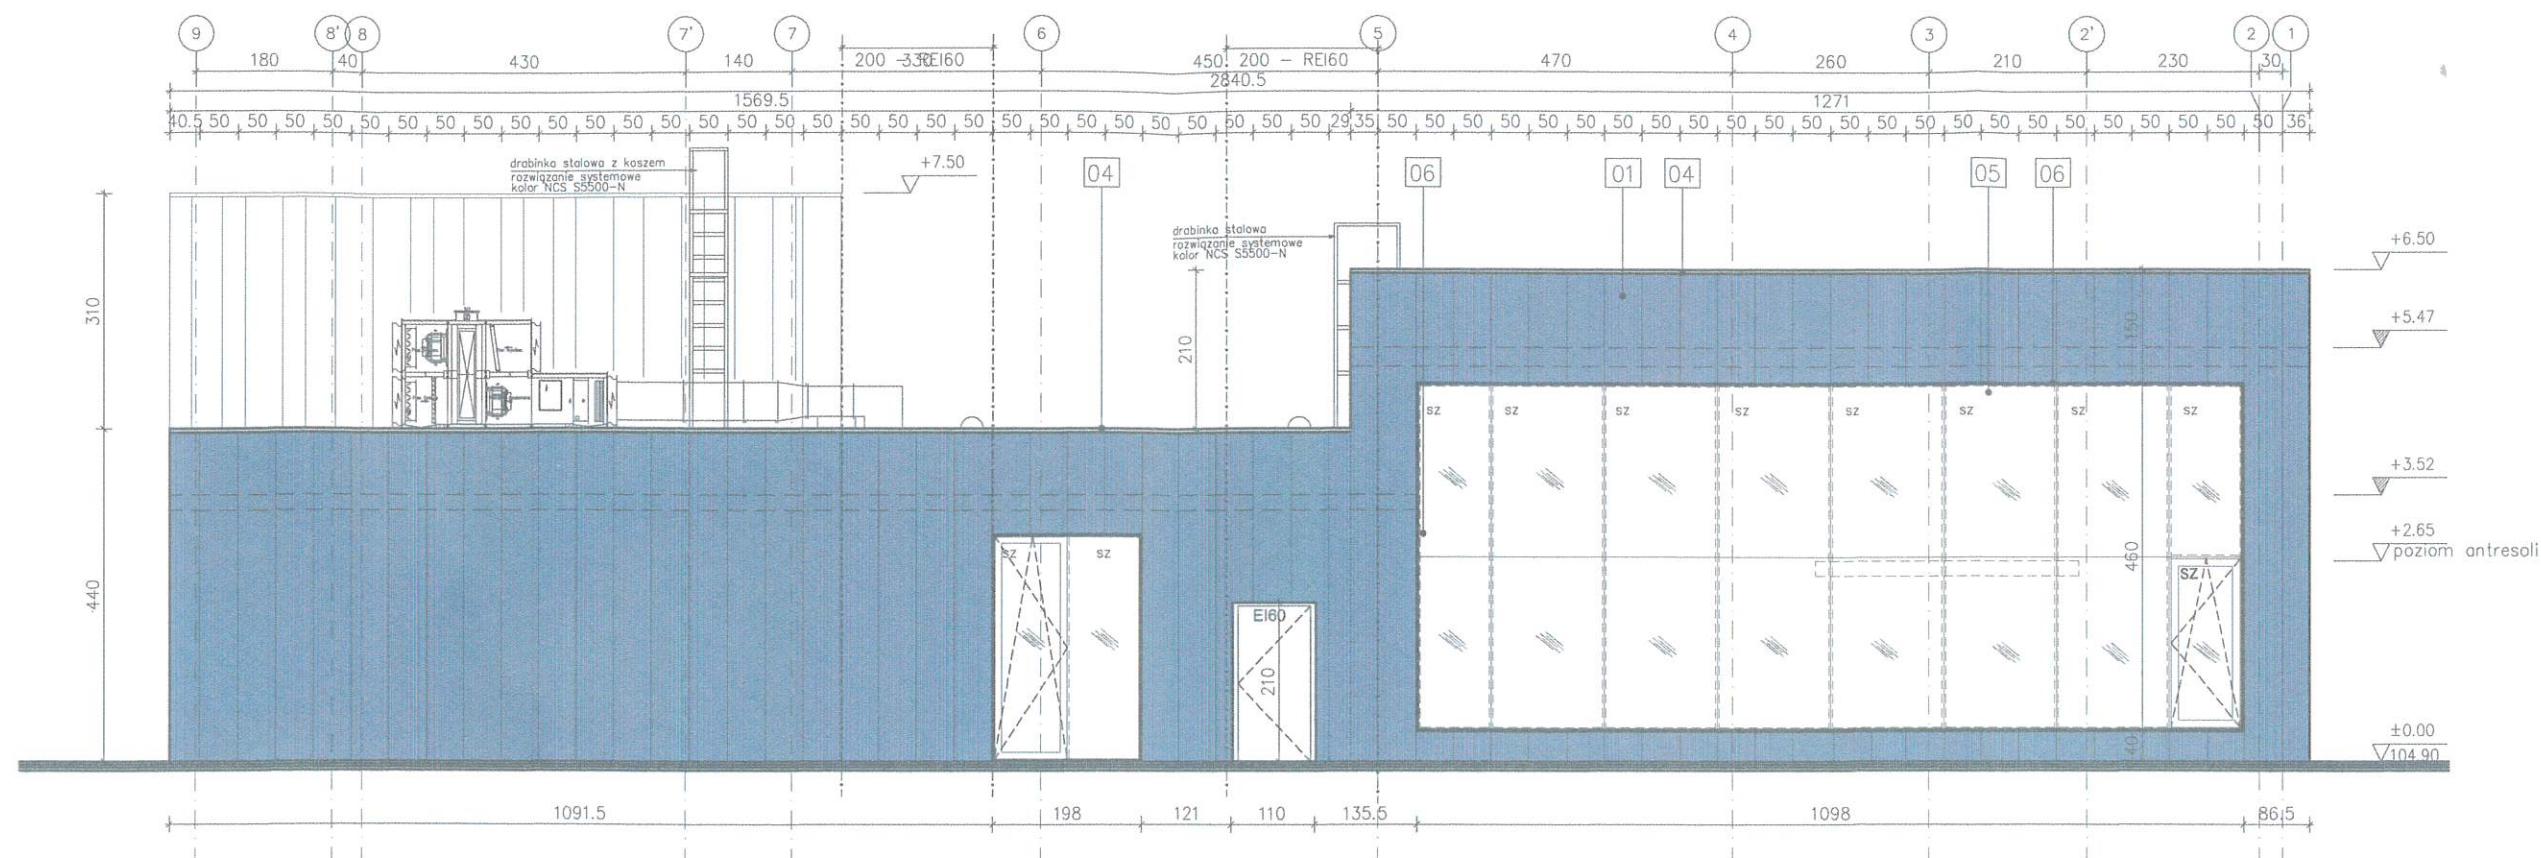 9 8' 8 7' 7 6 5 4 3 2' 2 1
180 40 430 140 200 - REI60 330 450 200 - REI60 470 260 210 230 30
2840.5
1569.5 1271
40.5 50 50 50 50 50 50 50 50 50 50 50 50 50 50 50 50 50 50 50 50 50 50 50 50 50 50 50 50 50 50 29 35 50 50 50 50 50 50 50 50 50 50 50 50 50 50 50 50 50 50 50 50 50 50 50 50 36
drabinka stalowa z koszem
rozwiązanie systemowe
kolor NCS S5500-N
+7.50
04 06 01 04 05 06
drabinka stalowa
rozwiązanie systemowe
kolor NCS S5500-N
+6.50
310
210
150
+5.47
sz sz sz sz sz sz sz sz
+3.52
440
sz sz
460
+2.65
poziom antresoli
SZ
EI60
210
40
±0.00
104.90
1091.5 198 121 110 135.5 1098 86.5